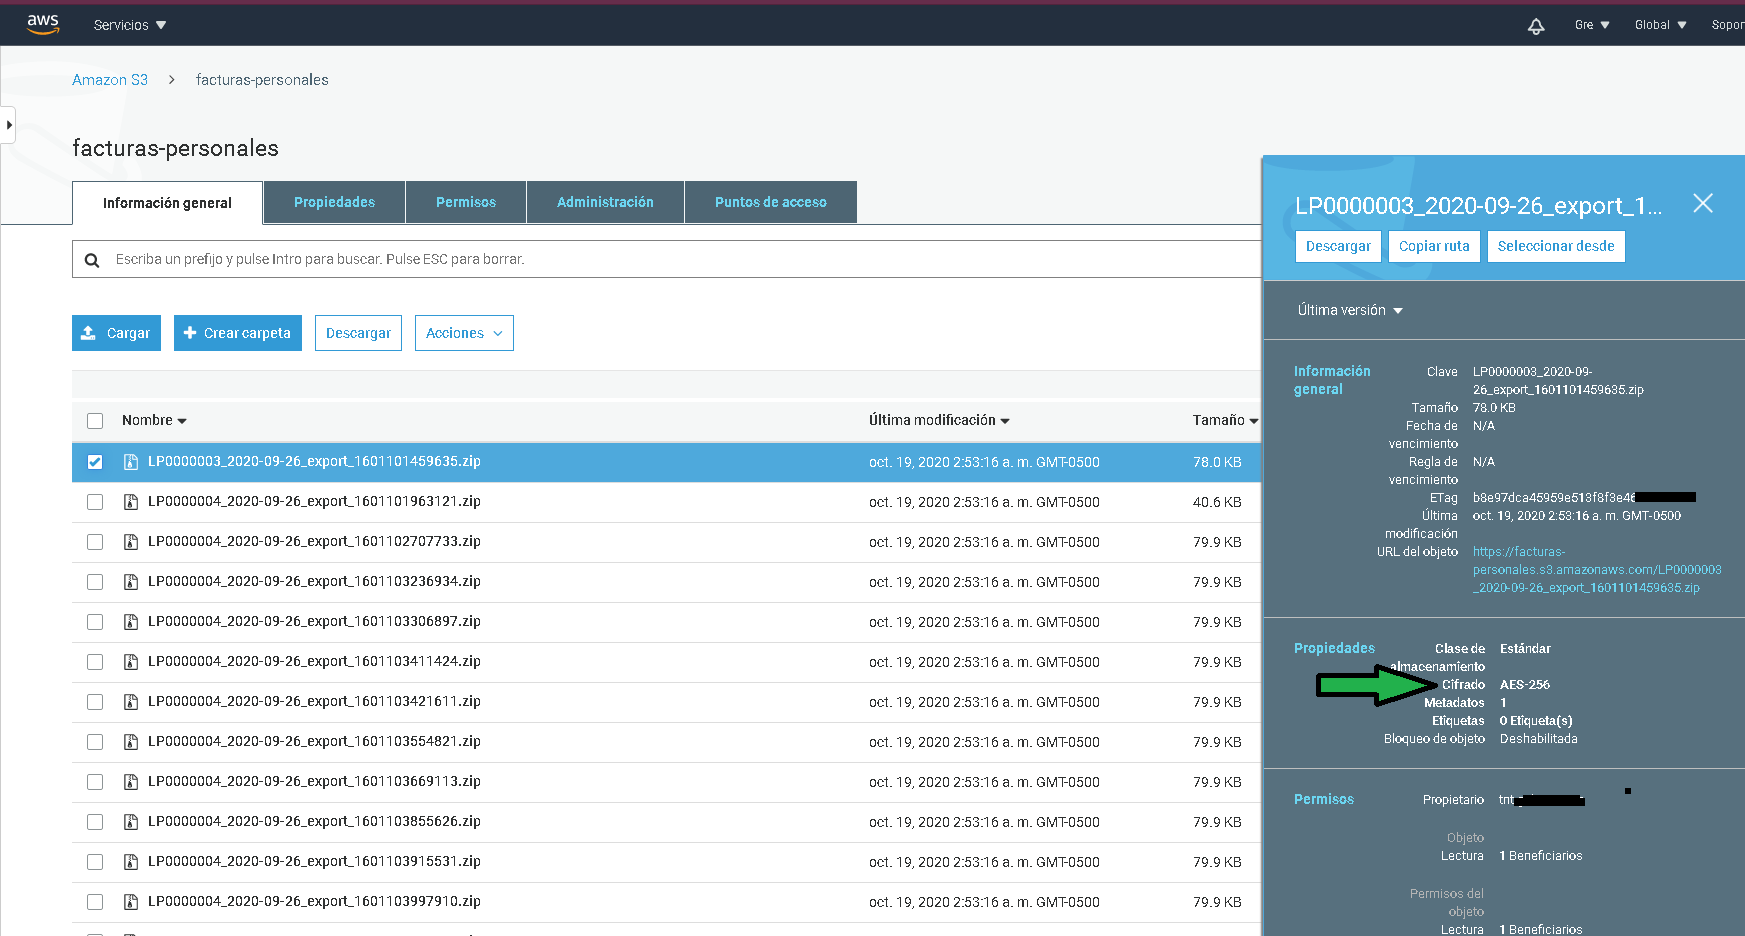 aws Servicios Gre Global Sopor
Amazon S3 > facturas-personales
facturas-personales
Información general Propiedades Permisos Administración Puntos de acceso
Escriba un prefijo y pulse Intro para buscar. Pulse ESC para borrar.
Cargar Crear carpeta Descargar Acciones
Nombre Última modificación Tamaño
LP0000003_2020-09-26_export_1601101459635.zip oct. 19, 2020 2:53:16 a. m. GMT-0500 78.0 KB
LP0000004_2020-09-26_export_1601101963121.zip oct. 19, 2020 2:53:16 a. m. GMT-0500 40.6 KB
LP0000004_2020-09-26_export_1601102707733.zip oct. 19, 2020 2:53:16 a. m. GMT-0500 79.9 KB
LP0000004_2020-09-26_export_1601103236934.zip oct. 19, 2020 2:53:16 a. m. GMT-0500 79.9 KB
LP0000004_2020-09-26_export_1601103306897.zip oct. 19, 2020 2:53:16 a. m. GMT-0500 79.9 KB
LP0000004_2020-09-26_export_1601103411424.zip oct. 19, 2020 2:53:16 a. m. GMT-0500 79.9 KB
LP0000004_2020-09-26_export_1601103421611.zip oct. 19, 2020 2:53:16 a. m. GMT-0500 79.9 KB
LP0000004_2020-09-26_export_1601103554821.zip oct. 19, 2020 2:53:16 a. m. GMT-0500 79.9 KB
LP0000004_2020-09-26_export_1601103669113.zip oct. 19, 2020 2:53:16 a. m. GMT-0500 79.9 KB
LP0000004_2020-09-26_export_1601103855626.zip oct. 19, 2020 2:53:16 a. m. GMT-0500 79.9 KB
LP0000004_2020-09-26_export_1601103915531.zip oct. 19, 2020 2:53:16 a. m. GMT-0500 79.9 KB
LP0000004_2020-09-26_export_1601103997910.zip oct. 19, 2020 2:53:16 a. m. GMT-0500 79.9 KB
LP0000003_2020-09-26_export_1...
Descargar Copiar ruta Seleccionar desde
Última versión
Información Clave LP0000003_2020-09-
general 26_export_1601101459635.zip
Tamaño 78.0 KB
Fecha de N/A
vencimiento
Regla de N/A
vencimiento
ETag b8e97dca45959e513f8f3e46
Última oct. 19, 2020 2:53:16 a. m. GMT-0500
modificación
URL del objeto https://facturas-
personales.s3.amazonaws.com/LP0000003
_2020-09-26_export_1601101459635.zip
Propiedades Clase de Estándar
almacenamiento
Cifrado AES-256
Metadatos 1
Etiquetas 0 Etiqueta(s)
Bloqueo de objeto Deshabilitada
Permisos Propietario tnt
Objeto
Lectura 1 Beneficiarios
Permisos del
objeto
Lectura 1 Beneficiarios